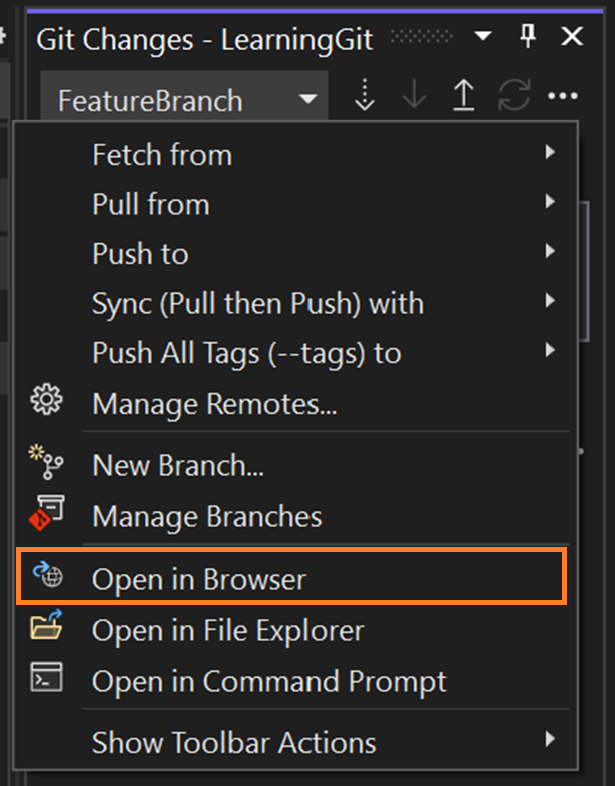 Git Changes - LearningGit
FeatureBranch
Fetch from
Pull from
Push to
Sync (Pull then Push) with
Push All Tags (--tags) to
Manage Remotes...
New Branch...
Manage Branches
Open in Browser
Open in File Explorer
Open in Command Prompt
Show Toolbar Actions